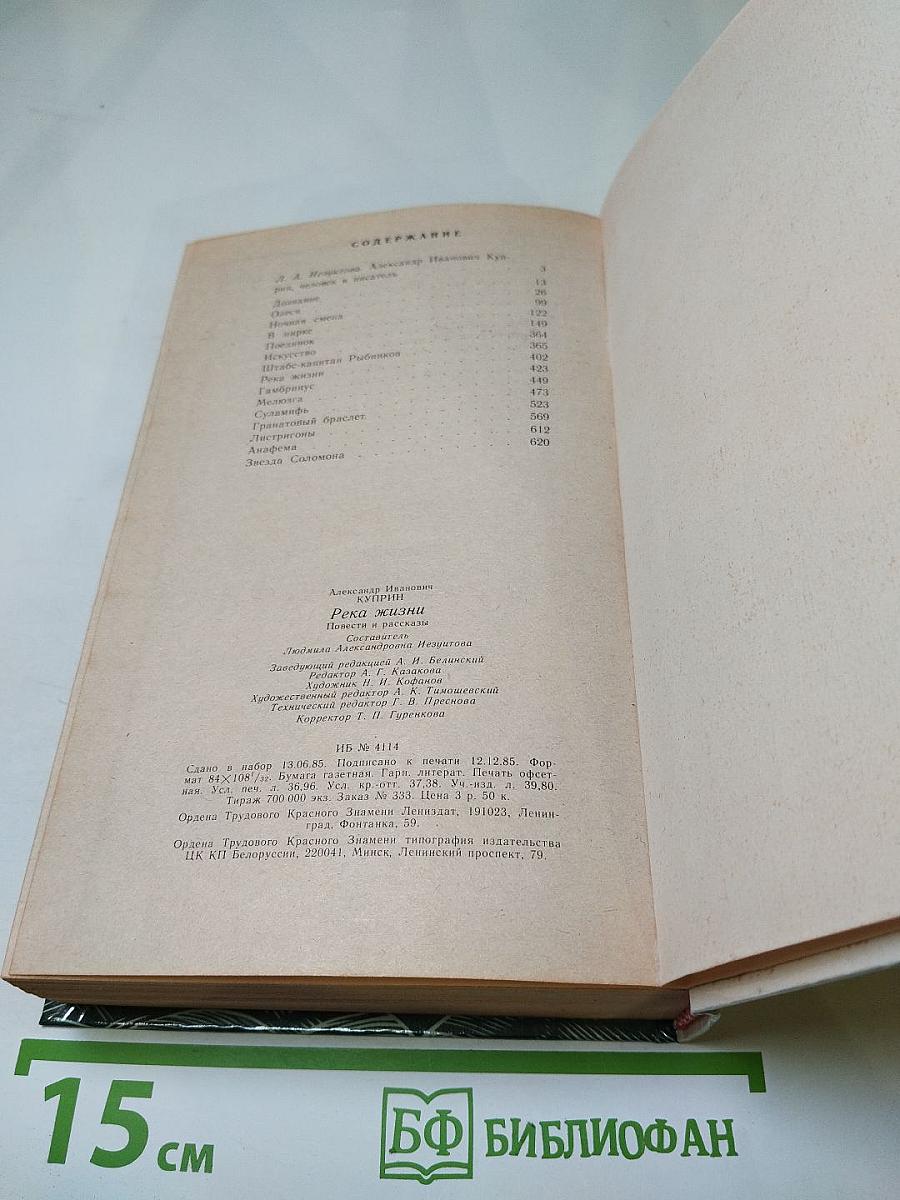 СОДЕРЖАНИЕ
Л. А. Иезуитова. Александр Иванович Куп-
рин, человек и писатель 3
Дознание 13
Олеся 26
Ночная смена 99
В цирке 122
Поединок 149
Искусство 364
Штабс-капитан Рыбников 365
Река жизни 402
Гамбринус 423
Мелюзга 449
Суламифь 473
Гранатовый браслет 523
Листригоны 569
Анафема 612
Звезда Соломона 620
Александр Иванович
КУПРИН
Река жизни
Повести и рассказы
Составитель
Людмила Александровна Иезуитова
Заведующий редакцией А. И. Белинский
Редактор А. Г. Казакова
Художник Н. И. Кофанов
Художественный редактор А. К. Тимошевский
Технический редактор Г. В. Преснова
Корректор Т. П. Гуренкова
ИБ № 4114
Сдано в набор 13.06.85. Подписано к печати 12.12.85. Фор-
мат 84×108¹/₃₂. Бумага газетная. Гарн. литерат. Печать офсет-
ная. Усл. печ. л. 36,96. Усл. кр.-отт. 37,38. Уч.-изд. л. 39,80.
Тираж 700 000 экз. Заказ № 333. Цена 3 р. 50 к.
Ордена Трудового Красного Знамени Лениздат, 191023, Ленин-
град, Фонтанка, 59.
Ордена Трудового Красного Знамени типография издательства
ЦК КП Белоруссии, 220041, Минск, Ленинский проспект, 79.
15 см
БФ БИБЛИОФАН